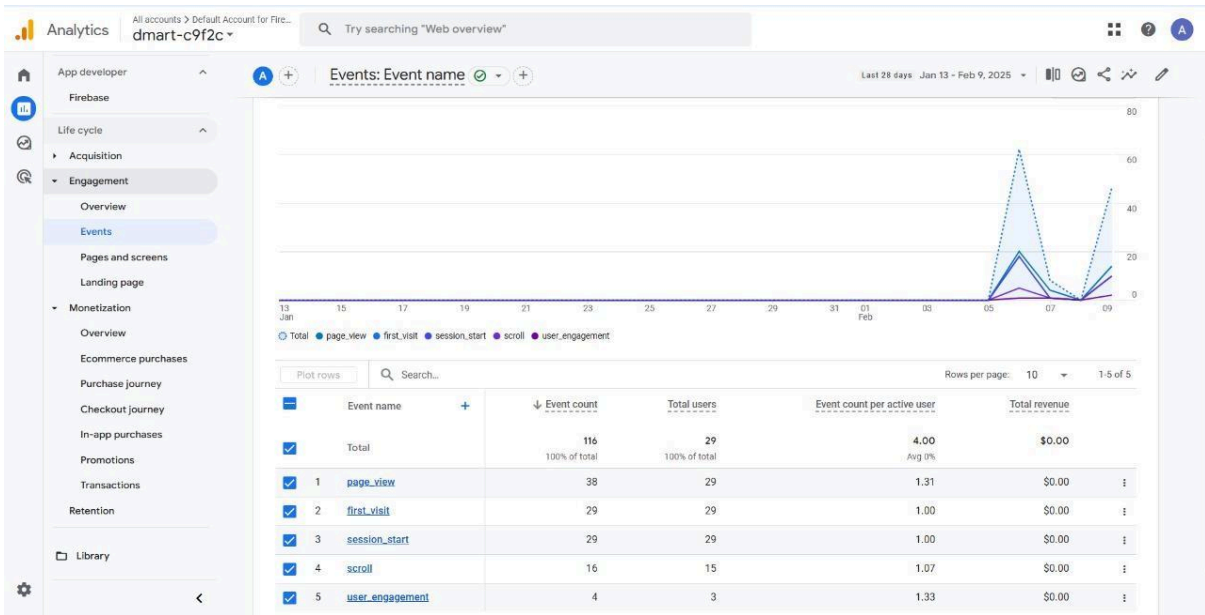 Analytics
All accounts > Default Account for Fire...
dmart-c9f2c
Try searching "Web overview"
A
App developer
Firebase
Life cycle
Acquisition
Engagement
Overview
Events
Pages and screens
Landing page
Monetization
Overview
Ecommerce purchases
Purchase journey
Checkout journey
In-app purchases
Promotions
Transactions
Retention
Library
A
Events: Event name
Last 28 days Jan 13 - Feb 9, 2025
80
60
40
20
0
13 15 17 19 21 23 25 27 29 31 01 03 05 07 09
Jan Feb
Total page_view first_visit session_start scroll user_engagement
Plot rows Search... Rows per page: 10 1-5 of 5
Event name + Event count Total users Event count per active user Total revenue
Total 116 29 4.00 $0.00
100% of total 100% of total Avg 0%
1 page_view 38 29 1.31 $0.00
2 first_visit 29 29 1.00 $0.00
3 session_start 29 29 1.00 $0.00
4 scroll 16 15 1.07 $0.00
5 user_engagement 4 3 1.33 $0.00